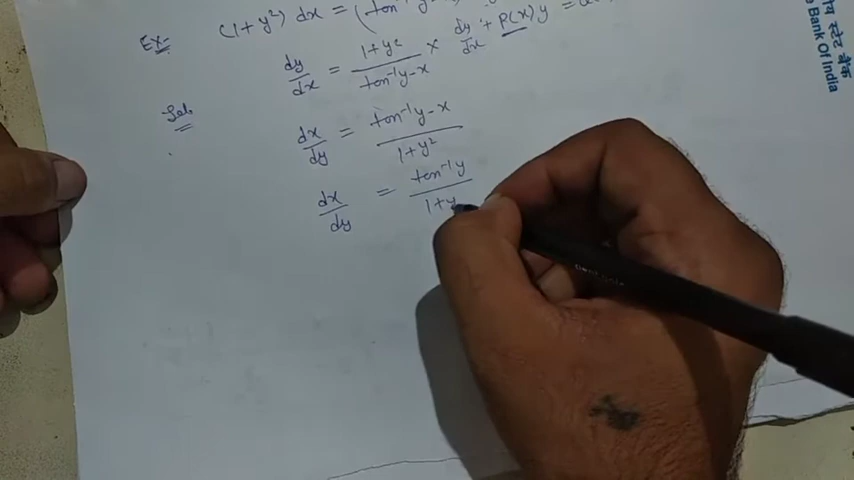 Ex- (1+y²) dx = (tan⁻¹y
dy/dx = 1+y²/tan⁻¹y-x × dy/dx + P(x)y =
Sol. dx/dy = tan⁻¹y-x/1+y²
dx/dy = tan⁻¹y/1+y
स्टेट बैंक
Bank of India